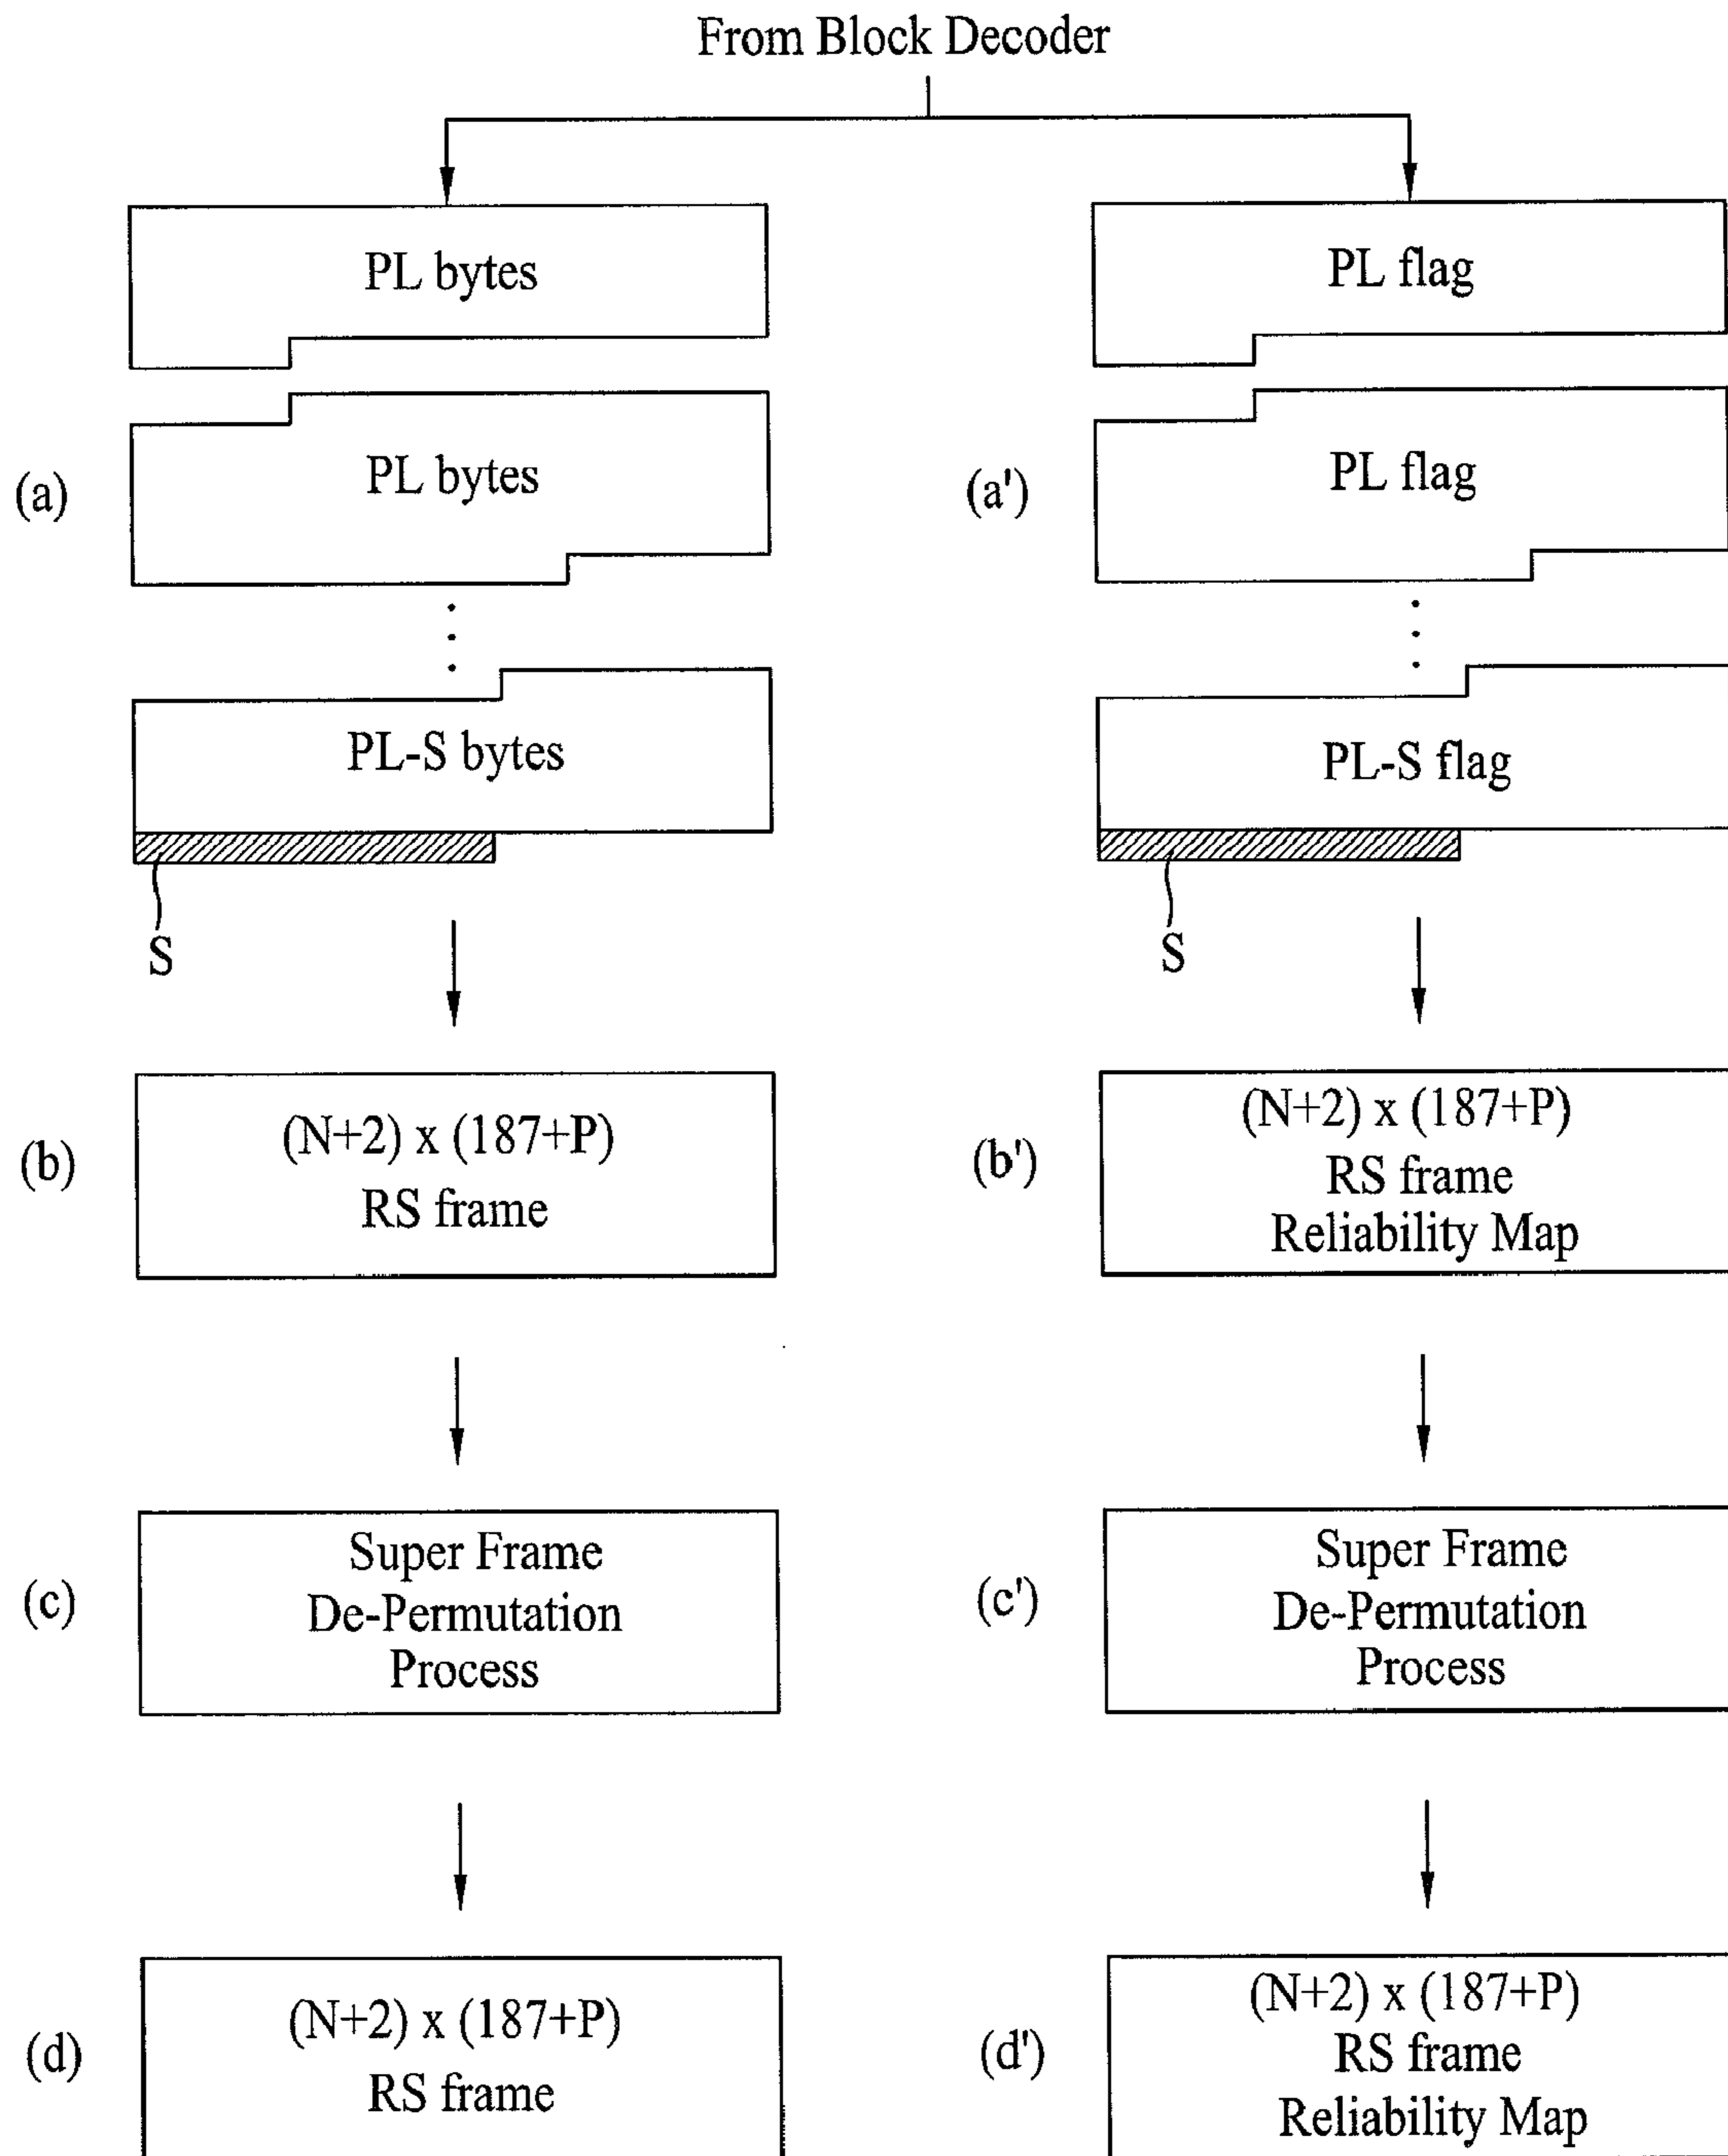 From Block Decoder
PL bytes
PL flag
(a)
PL bytes
(a')
PL flag
PL-S bytes
PL-S flag
S
S
(b)
(N+2) x (187+P)
RS frame
(b')
(N+2) x (187+P)
RS frame
Reliability Map
(c)
Super Frame
De-Permutation
Process
(c')
Super Frame
De-Permutation
Process
(d)
(N+2) x (187+P)
RS frame
(d')
(N+2) x (187+P)
RS frame
Reliability Map